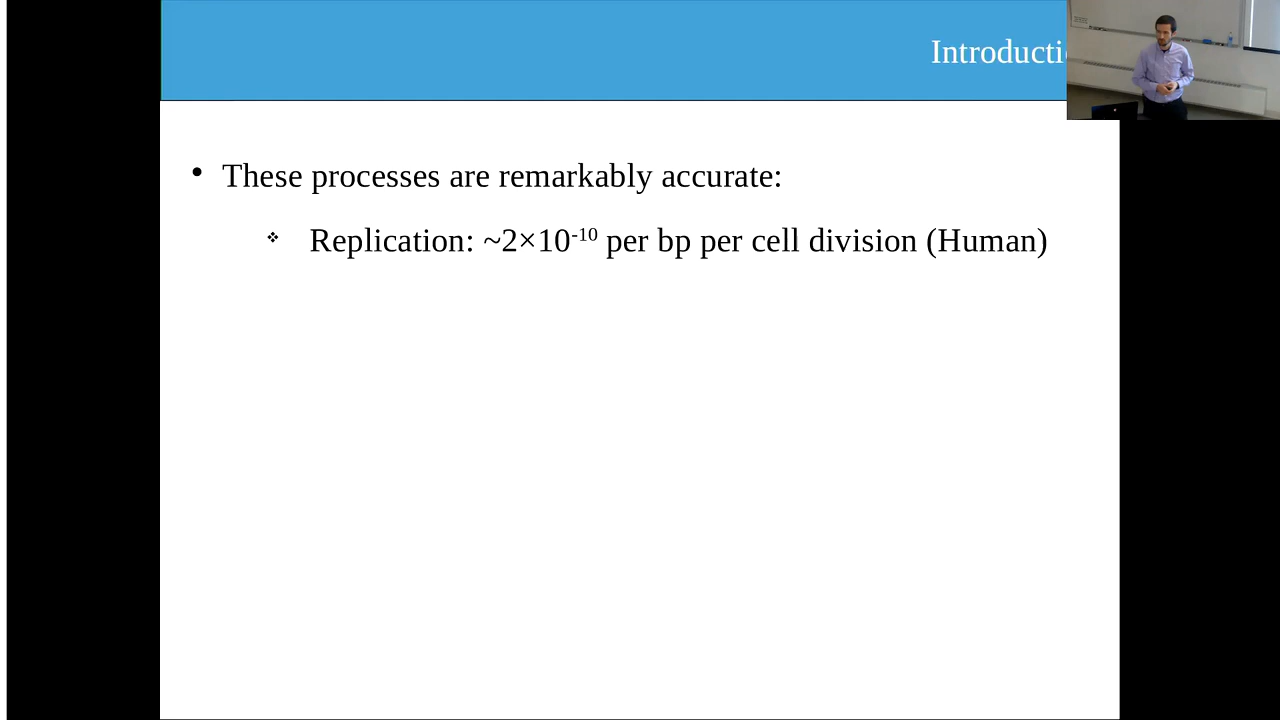 Introducti
• These processes are remarkably accurate:
❖ Replication: ~2×10⁻¹⁰ per bp per cell division (Human)